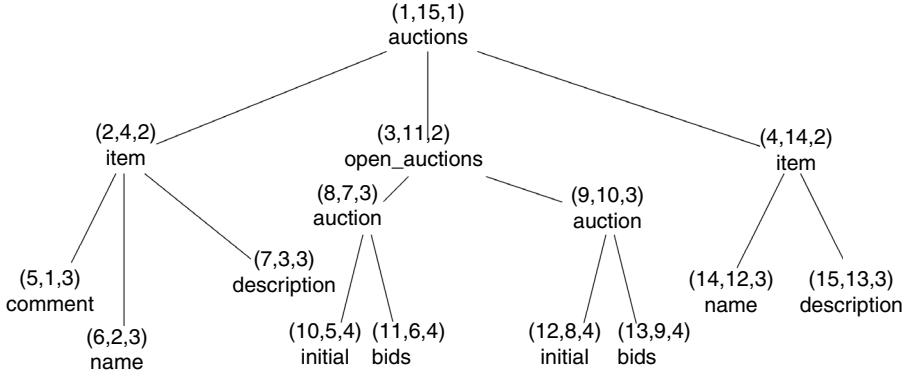 (1,15,1)
auctions
(2,4,2)
item
(3,11,2)
open_auctions
(4,14,2)
item
(8,7,3)
auction
(9,10,3)
auction
(5,1,3)
comment
(6,2,3)
name
(7,3,3)
description
(10,5,4)
initial
(11,6,4)
bids
(12,8,4)
initial
(13,9,4)
bids
(14,12,3)
name
(15,13,3)
description